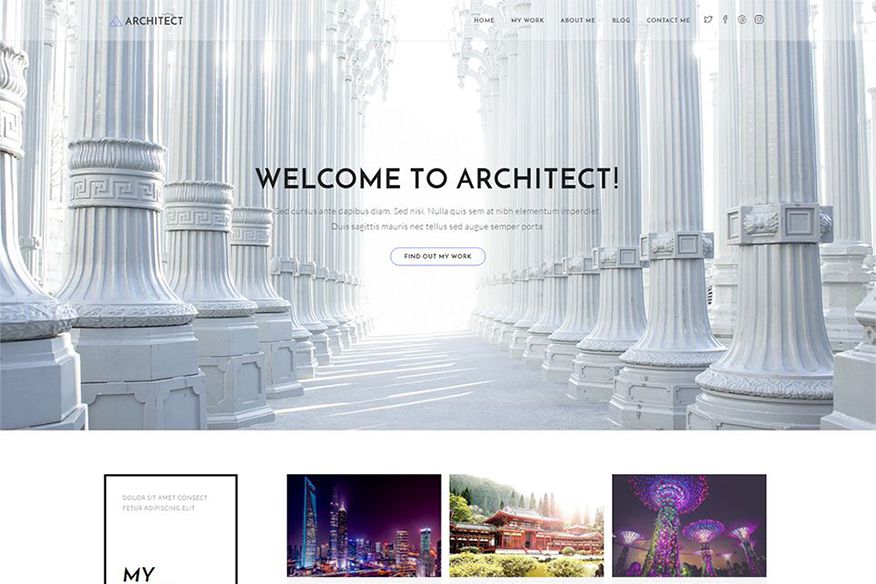 ARCHITECT
HOME MY WORK ABOUT ME BLOG CONTACT ME
WELCOME TO ARCHITECT!
Sed cursus ante dapibus diam. Sed nisi. Nulla quis sem at nibh elementum imperdiet.
Duis sagittis mauris nec tellus sed augue semper porta.
FIND OUT MY WORK
DOLOR SIT AMET CONSECT
FETUR ADIPISCING ELIT
MY